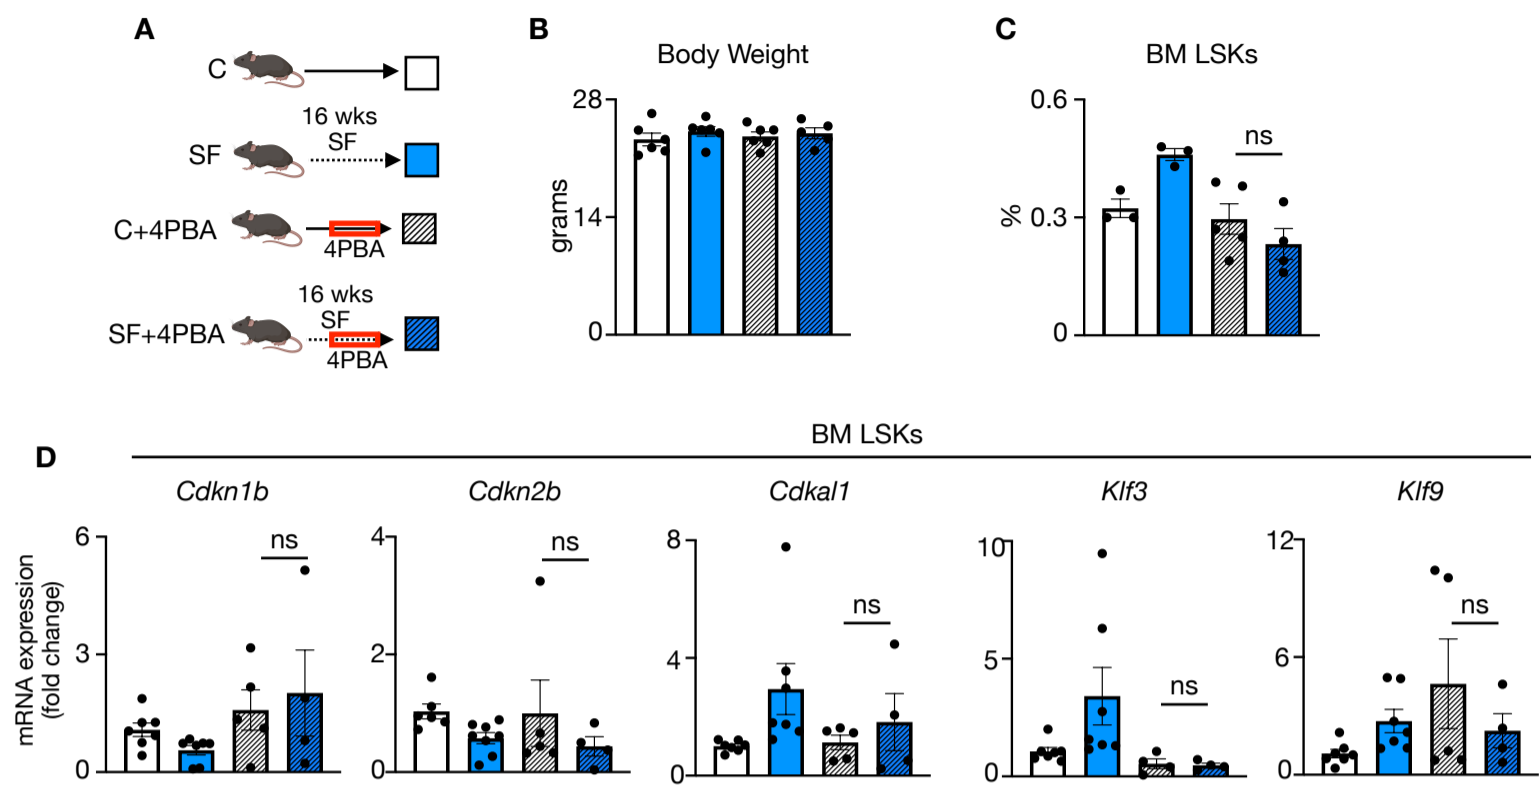 A
C
16 wks
SF
SF
C+4PBA
4PBA
16 wks
SF
SF+4PBA
4PBA
B
Body Weight
grams
28
14
0
C
BM LSKs
%
0.6
0.3
0
ns
D
BM LSKs
mRNA expression
(fold change)
Cdkn1b
6
3
0
ns
Cdkn2b
4
2
0
ns
Cdkal1
8
4
0
ns
Klf3
10
5
0
ns
Klf9
12
6
0
ns